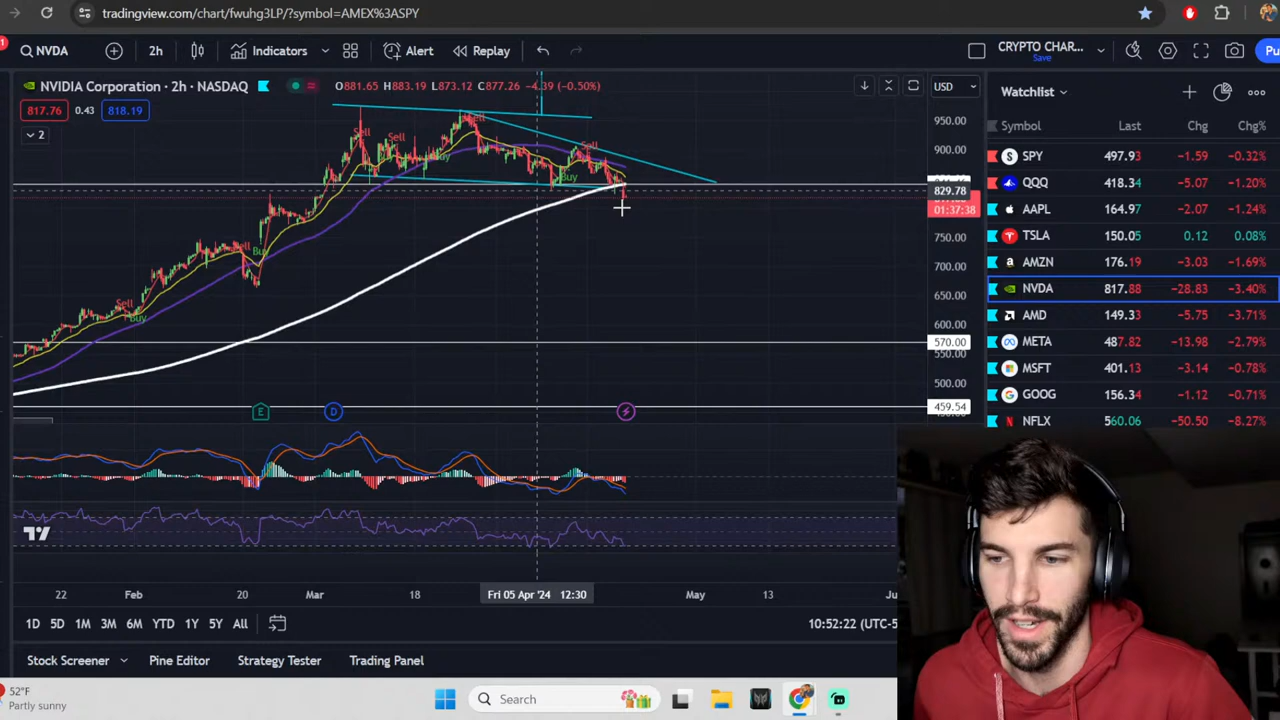 tradingview.com/chart/fwuhg3LP/?symbol=AMEX%3ASPY
NVDA
2h
Indicators
Alert
Replay
CRYPTO CHAR...
Save
Pu
NVIDIA Corporation · 2h · NASDAQ
O881.65 H883.19 L873.12 C877.26 −4.39 (−0.50%)
817.76
0.43
818.19
2
USD
Sell
Sell
Sell
Sell
Sell
Sell
Buy
Buy
Buy
Buy
950.00
900.00
829.78
01:37:38
750.00
700.00
650.00
600.00
570.00
550.00
500.00
459.54
E
D
22
Feb
20
Mar
18
Fri 05 Apr '24 12:30
May
13
1D
5D
1M
3M
6M
YTD
1Y
5Y
All
10:52:22 (UTC-5
Stock Screener
Pine Editor
Strategy Tester
Trading Panel
Watchlist
Symbol Last Chg Chg%
SPY 497.93 −1.59 −0.32%
QQQ 418.34 −5.07 −1.20%
AAPL 164.97 −2.07 −1.24%
TSLA 150.05 0.12 0.08%
AMZN 176.19 −3.03 −1.69%
NVDA 817.88 −28.83 −3.40%
AMD 149.33 −5.75 −3.71%
META 487.82 −13.98 −2.79%
MSFT 401.13 −3.14 −0.78%
GOOG 156.34 −1.12 −0.71%
NFLX 560.06 −50.50 −8.27%
52°F
Partly sunny
Search